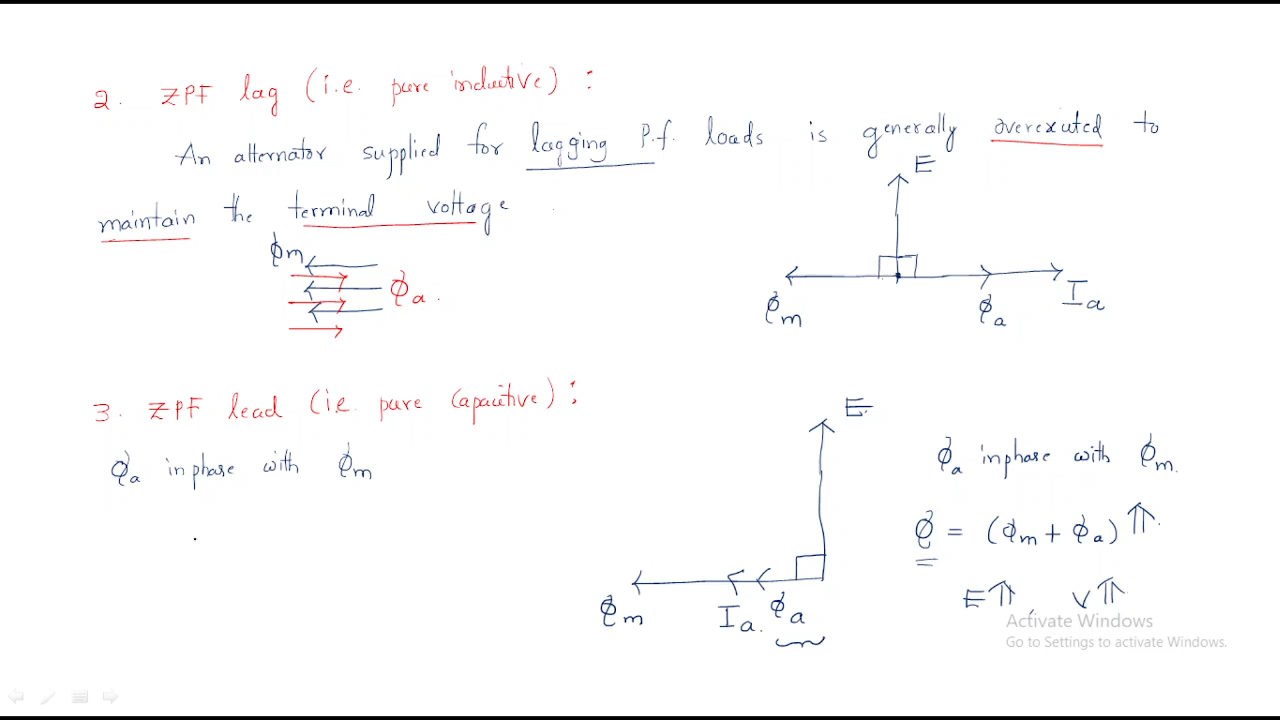 2. ZPF lag (i.e. pure inductive) :
An alternator supplied for lagging P.f. loads is generally overexcited to
maintain the terminal voltage
E
ϕm
ϕa.
ϕm ϕa Ia
3. ZPF lead (i.e. pure Capacitive) :
ϕa inphase with ϕm
E
ϕa inphase with ϕm.
ϕ = (ϕm + ϕa) ⇑
E⇑, V⇑
ϕm Ia. ϕa
Activate Windows
Go to Settings to activate Windows.